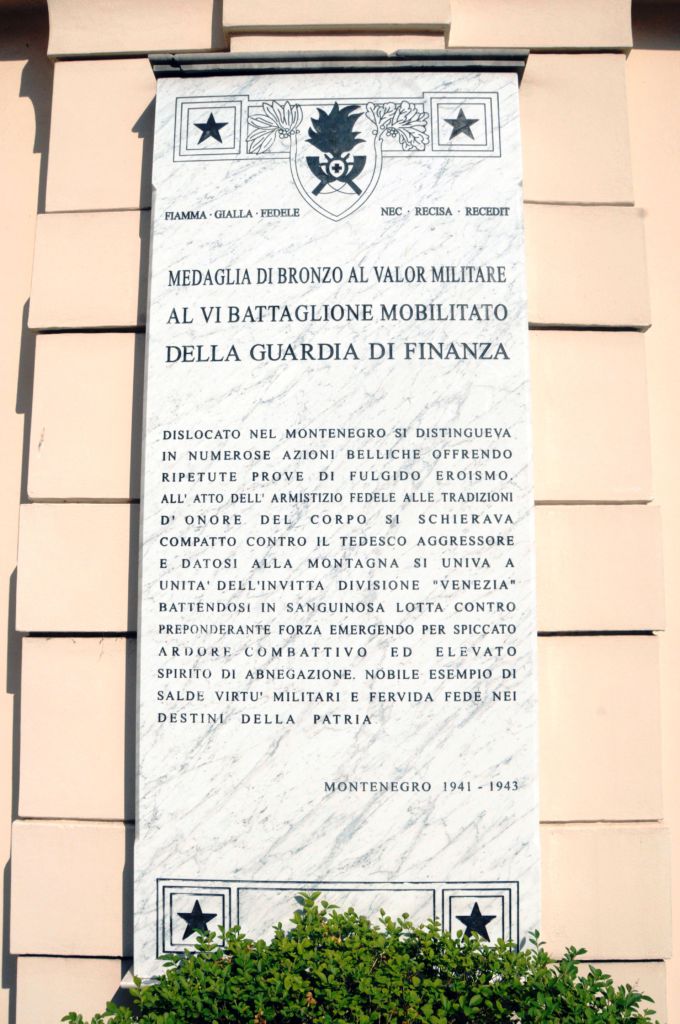 FIAMMA · GIALLA · FEDELE NEC · RECISA · RECEDIT
MEDAGLIA DI BRONZO AL VALOR MILITARE
AL VI BATTAGLIONE MOBILITATO
DELLA GUARDIA DI FINANZA
DISLOCATO NEL MONTENEGRO SI DISTINGUEVA
IN NUMEROSE AZIONI BELLICHE OFFRENDO
RIPETUTE PROVE DI FULGIDO EROISMO.
ALL' ATTO DELL' ARMISTIZIO FEDELE ALLE TRADIZIONI
D' ONORE DEL CORPO SI SCHIERAVA
COMPATTO CONTRO IL TEDESCO AGGRESSORE
E DATOSI ALLA MONTAGNA SI UNIVA A
UNITA' DELL'INVITTA DIVISIONE "VENEZIA"
BATTENDOSI IN SANGUINOSA LOTTA CONTRO
PREPONDERANTE FORZA EMERGENDO PER SPICCATO
ARDORE COMBATTIVO ED ELEVATO
SPIRITO DI ABNEGAZIONE. NOBILE ESEMPIO DI
SALDE VIRTU' MILITARI E FERVIDA FEDE NEI
DESTINI DELLA PATRIA
MONTENEGRO 1941 - 1943